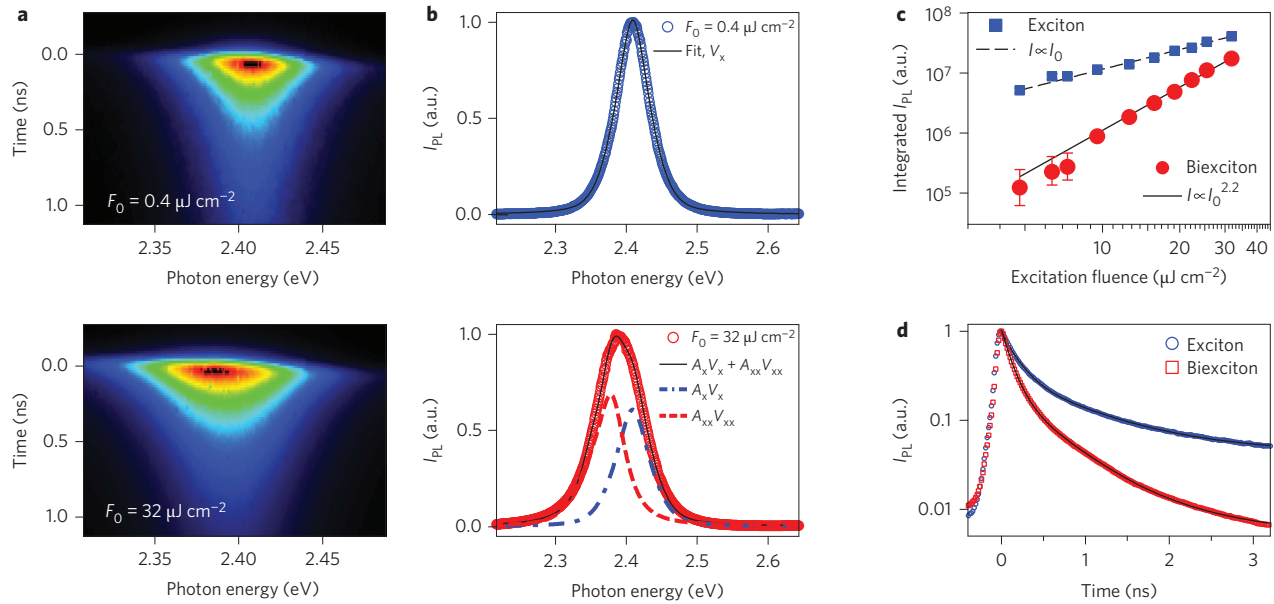 a
Time (ns)
0.0
0.5
1.0
F₀ = 0.4 μJ cm⁻²
2.35
2.40
2.45
Photon energy (eV)
Time (ns)
0.0
0.5
1.0
F₀ = 32 μJ cm⁻²
2.35
2.40
2.45
Photon energy (eV)
b
I_PL (a.u.)
1.0
0.5
0.0
F₀ = 0.4 μJ cm⁻²
Fit, Vₓ
2.3
2.4
2.5
2.6
Photon energy (eV)
I_PL (a.u.)
1.0
0.5
0.0
F₀ = 32 μJ cm⁻²
AₓVₓ + AₓₓVₓₓ
AₓVₓ
AₓₓVₓₓ
2.3
2.4
2.5
2.6
Photon energy (eV)
c
Integrated I_PL (a.u.)
10⁸
10⁷
10⁶
10⁵
Exciton
I∝I₀
Biexciton
I∝I₀²·²
10
20
30
40
Excitation fluence (μJ cm⁻²)
d
I_PL (a.u.)
1
0.1
0.01
Exciton
Biexciton
0
1
2
3
Time (ns)